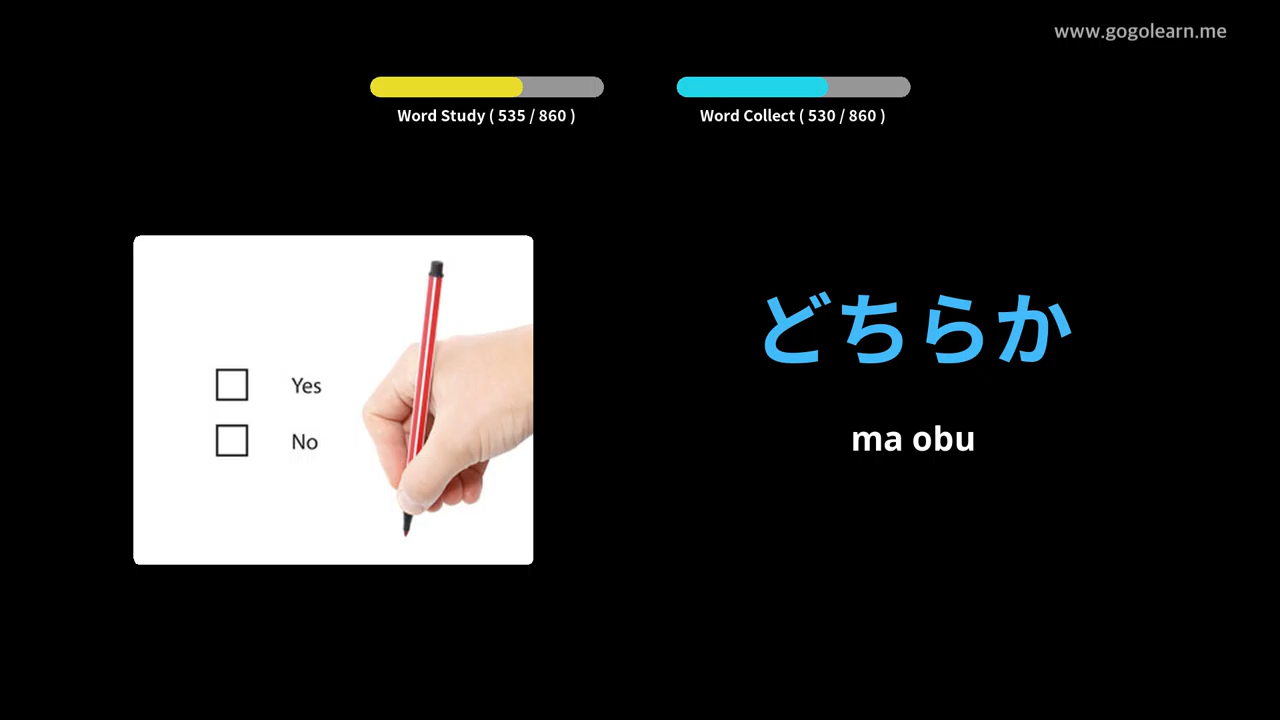 www.gogolearn.me
Word Study ( 535 / 860 )
Word Collect ( 530 / 860 )
Yes
No
どちらか
ma obu